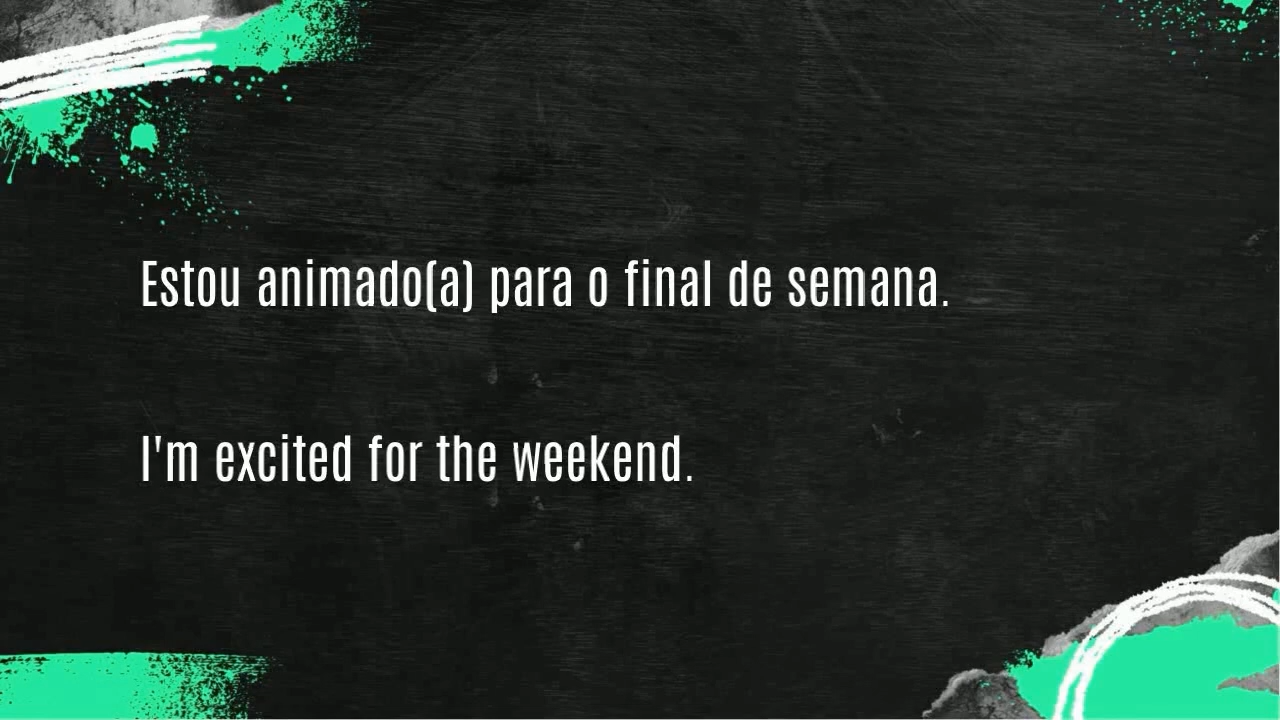 Estou animado(a) para o final de semana.
I'm excited for the weekend.